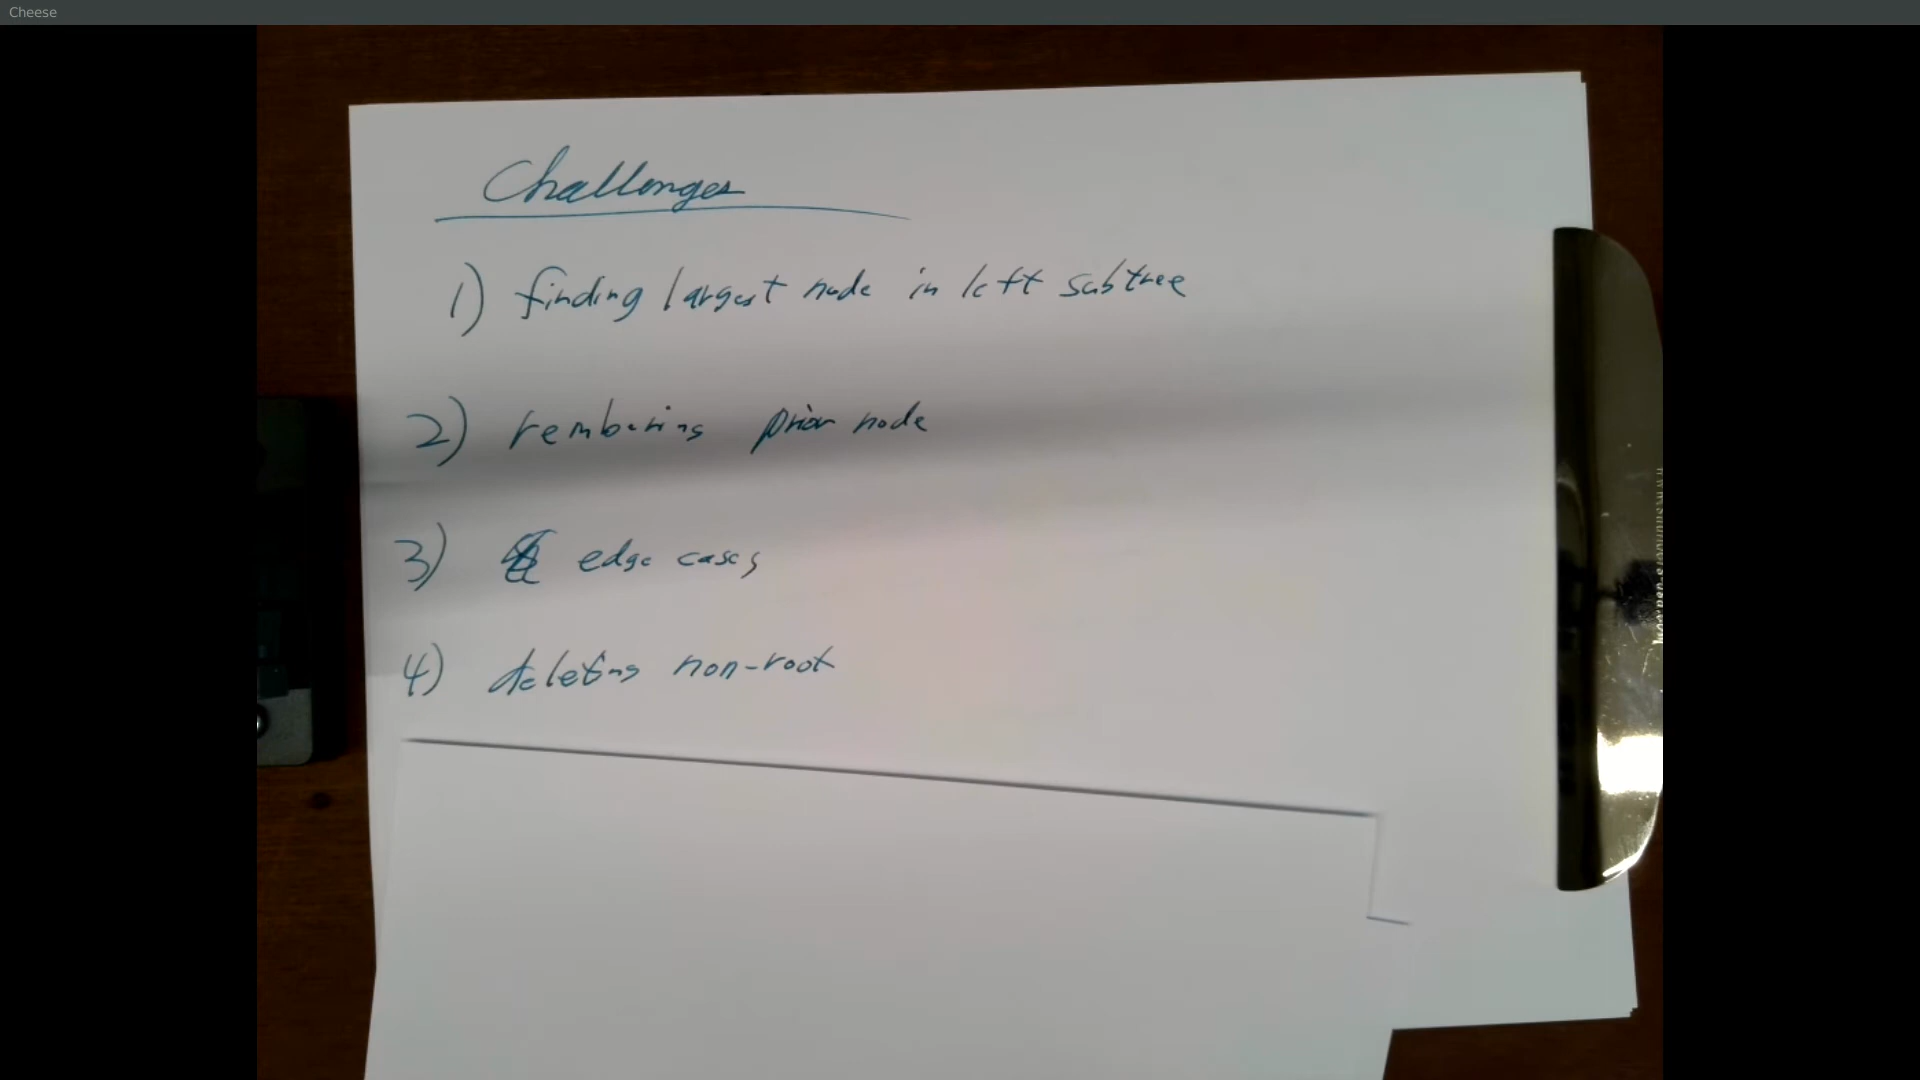 Cheese
Challenges
1) finding largest node in left subtree
2) rembering prior node
3) edge cases
4) deleting non-root